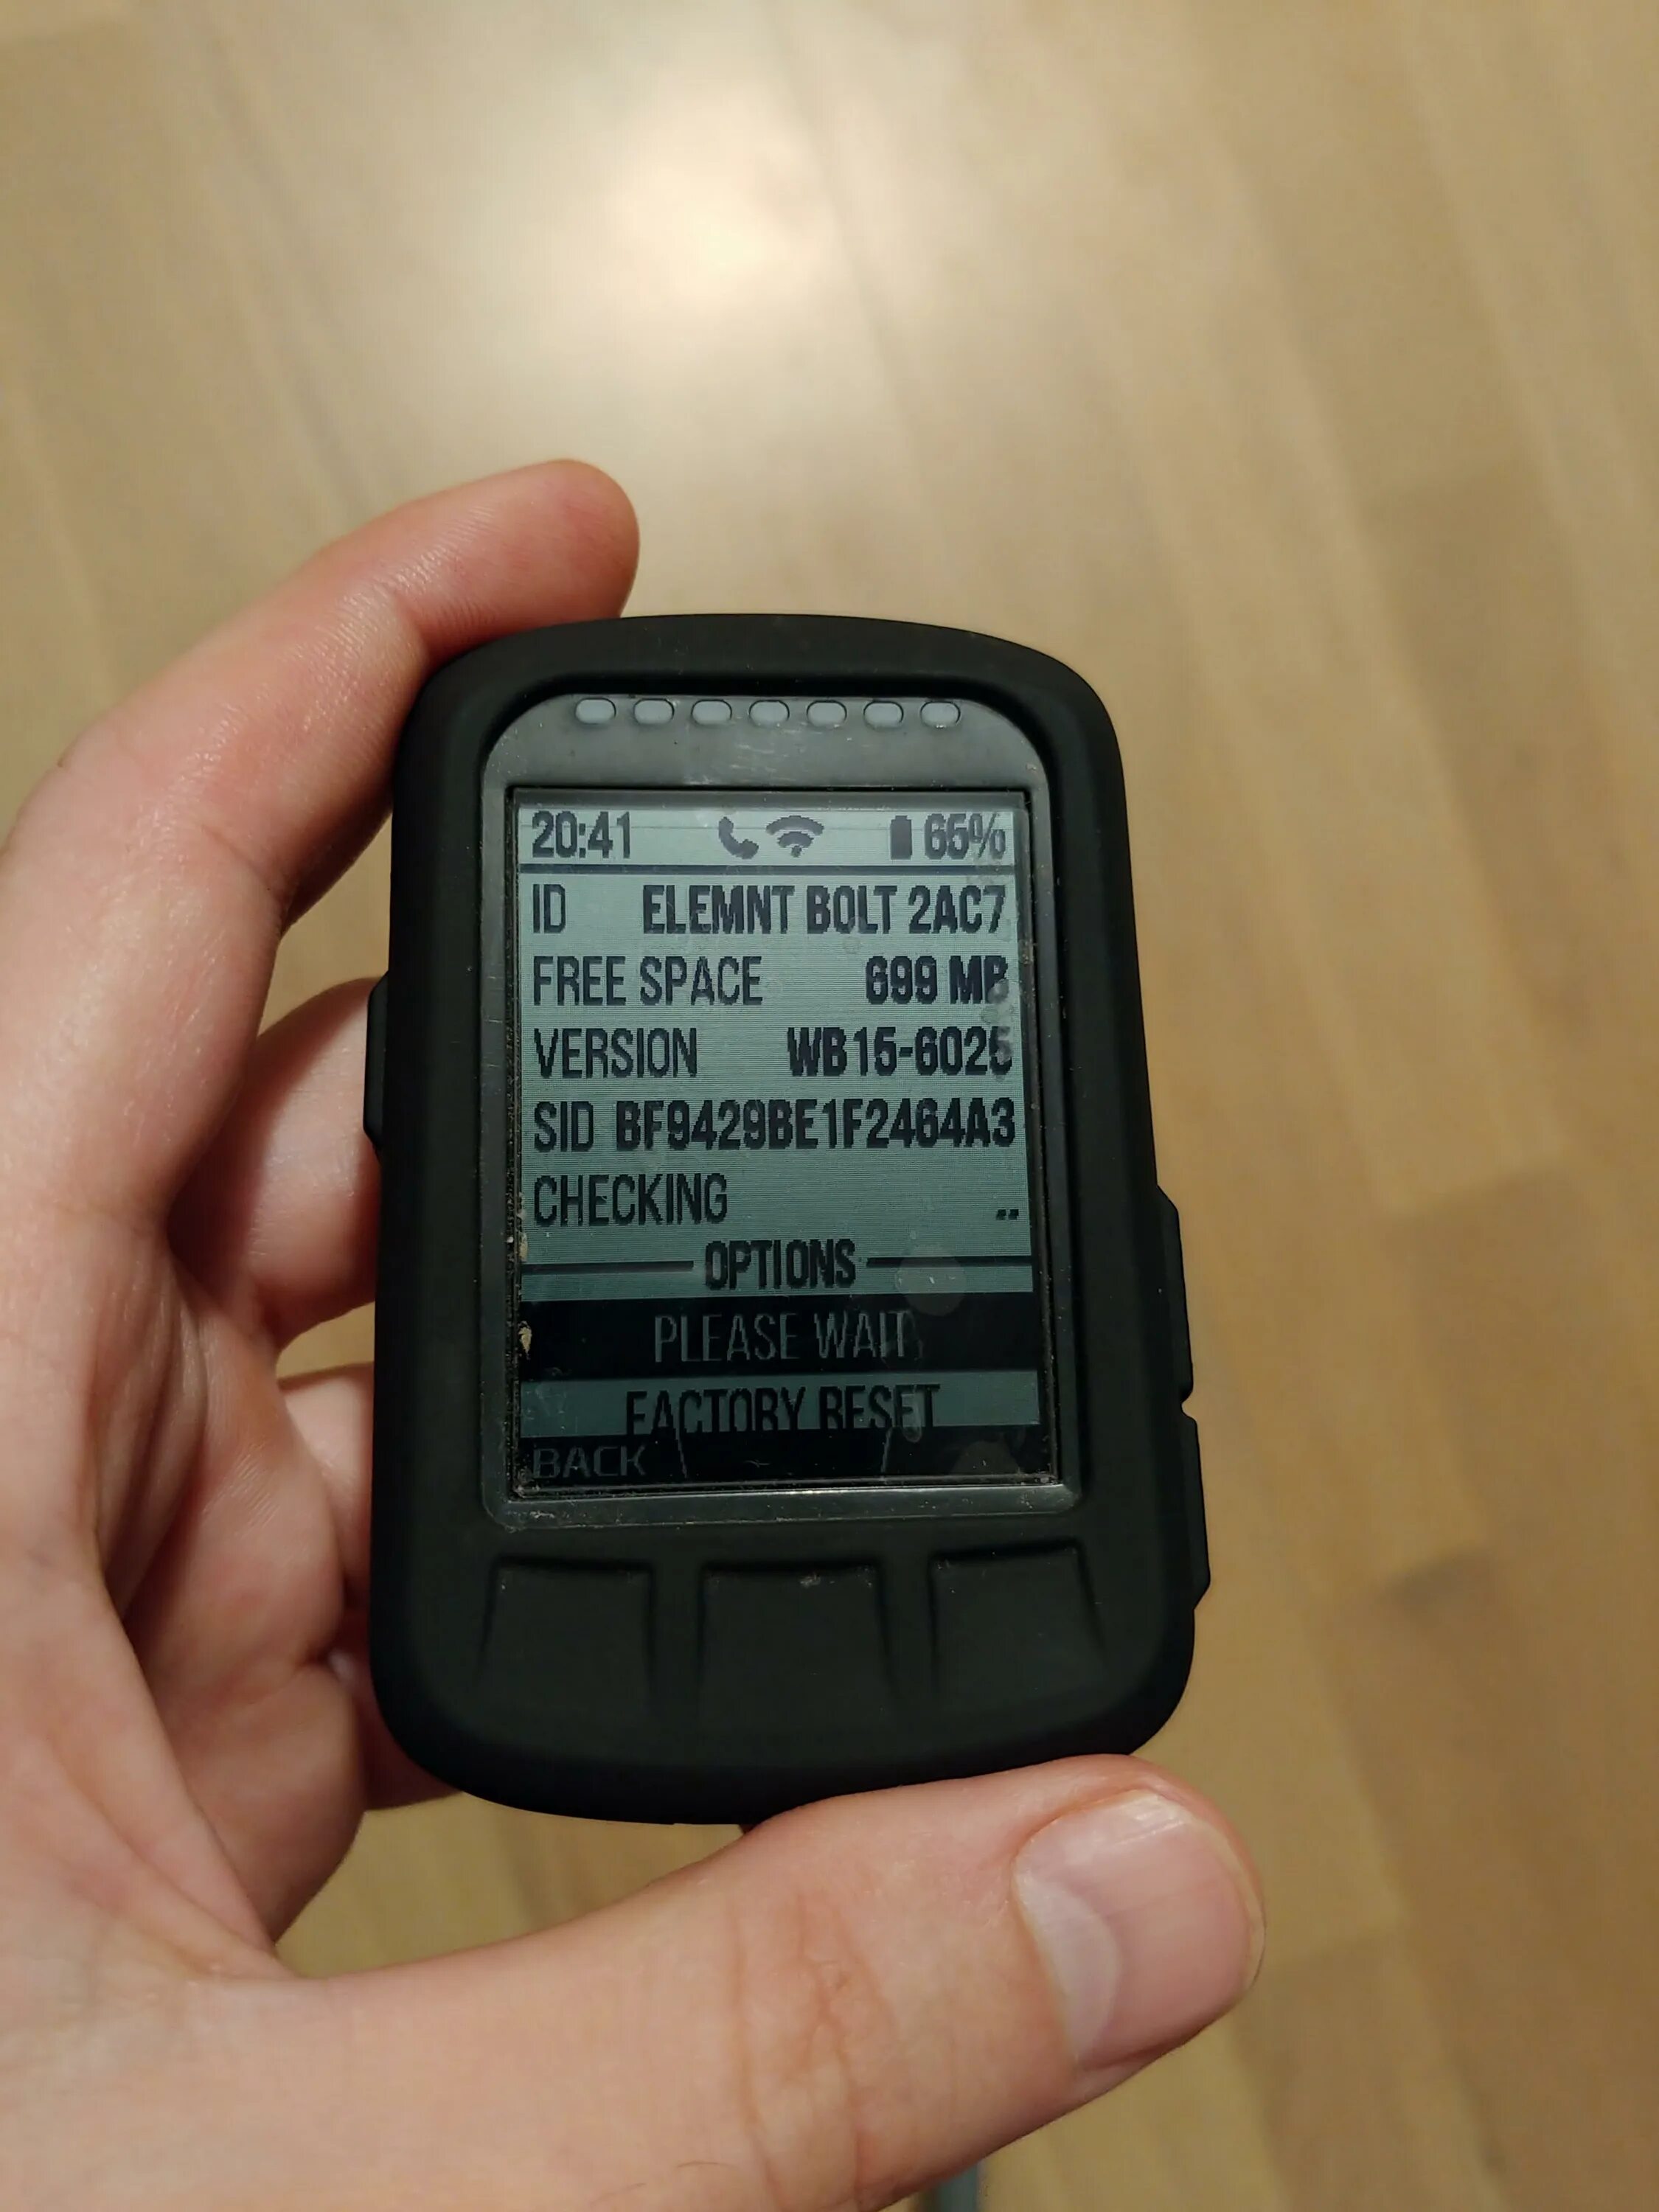 20:41 65%
ID ELEMNT BOLT 2AC7
FREE SPACE 699 MB
VERSION WB15-6025
SID BF9429BE1F2464A3
CHECKING ..
OPTIONS
PLEASE WAIT
FACTORY RESET
BACK